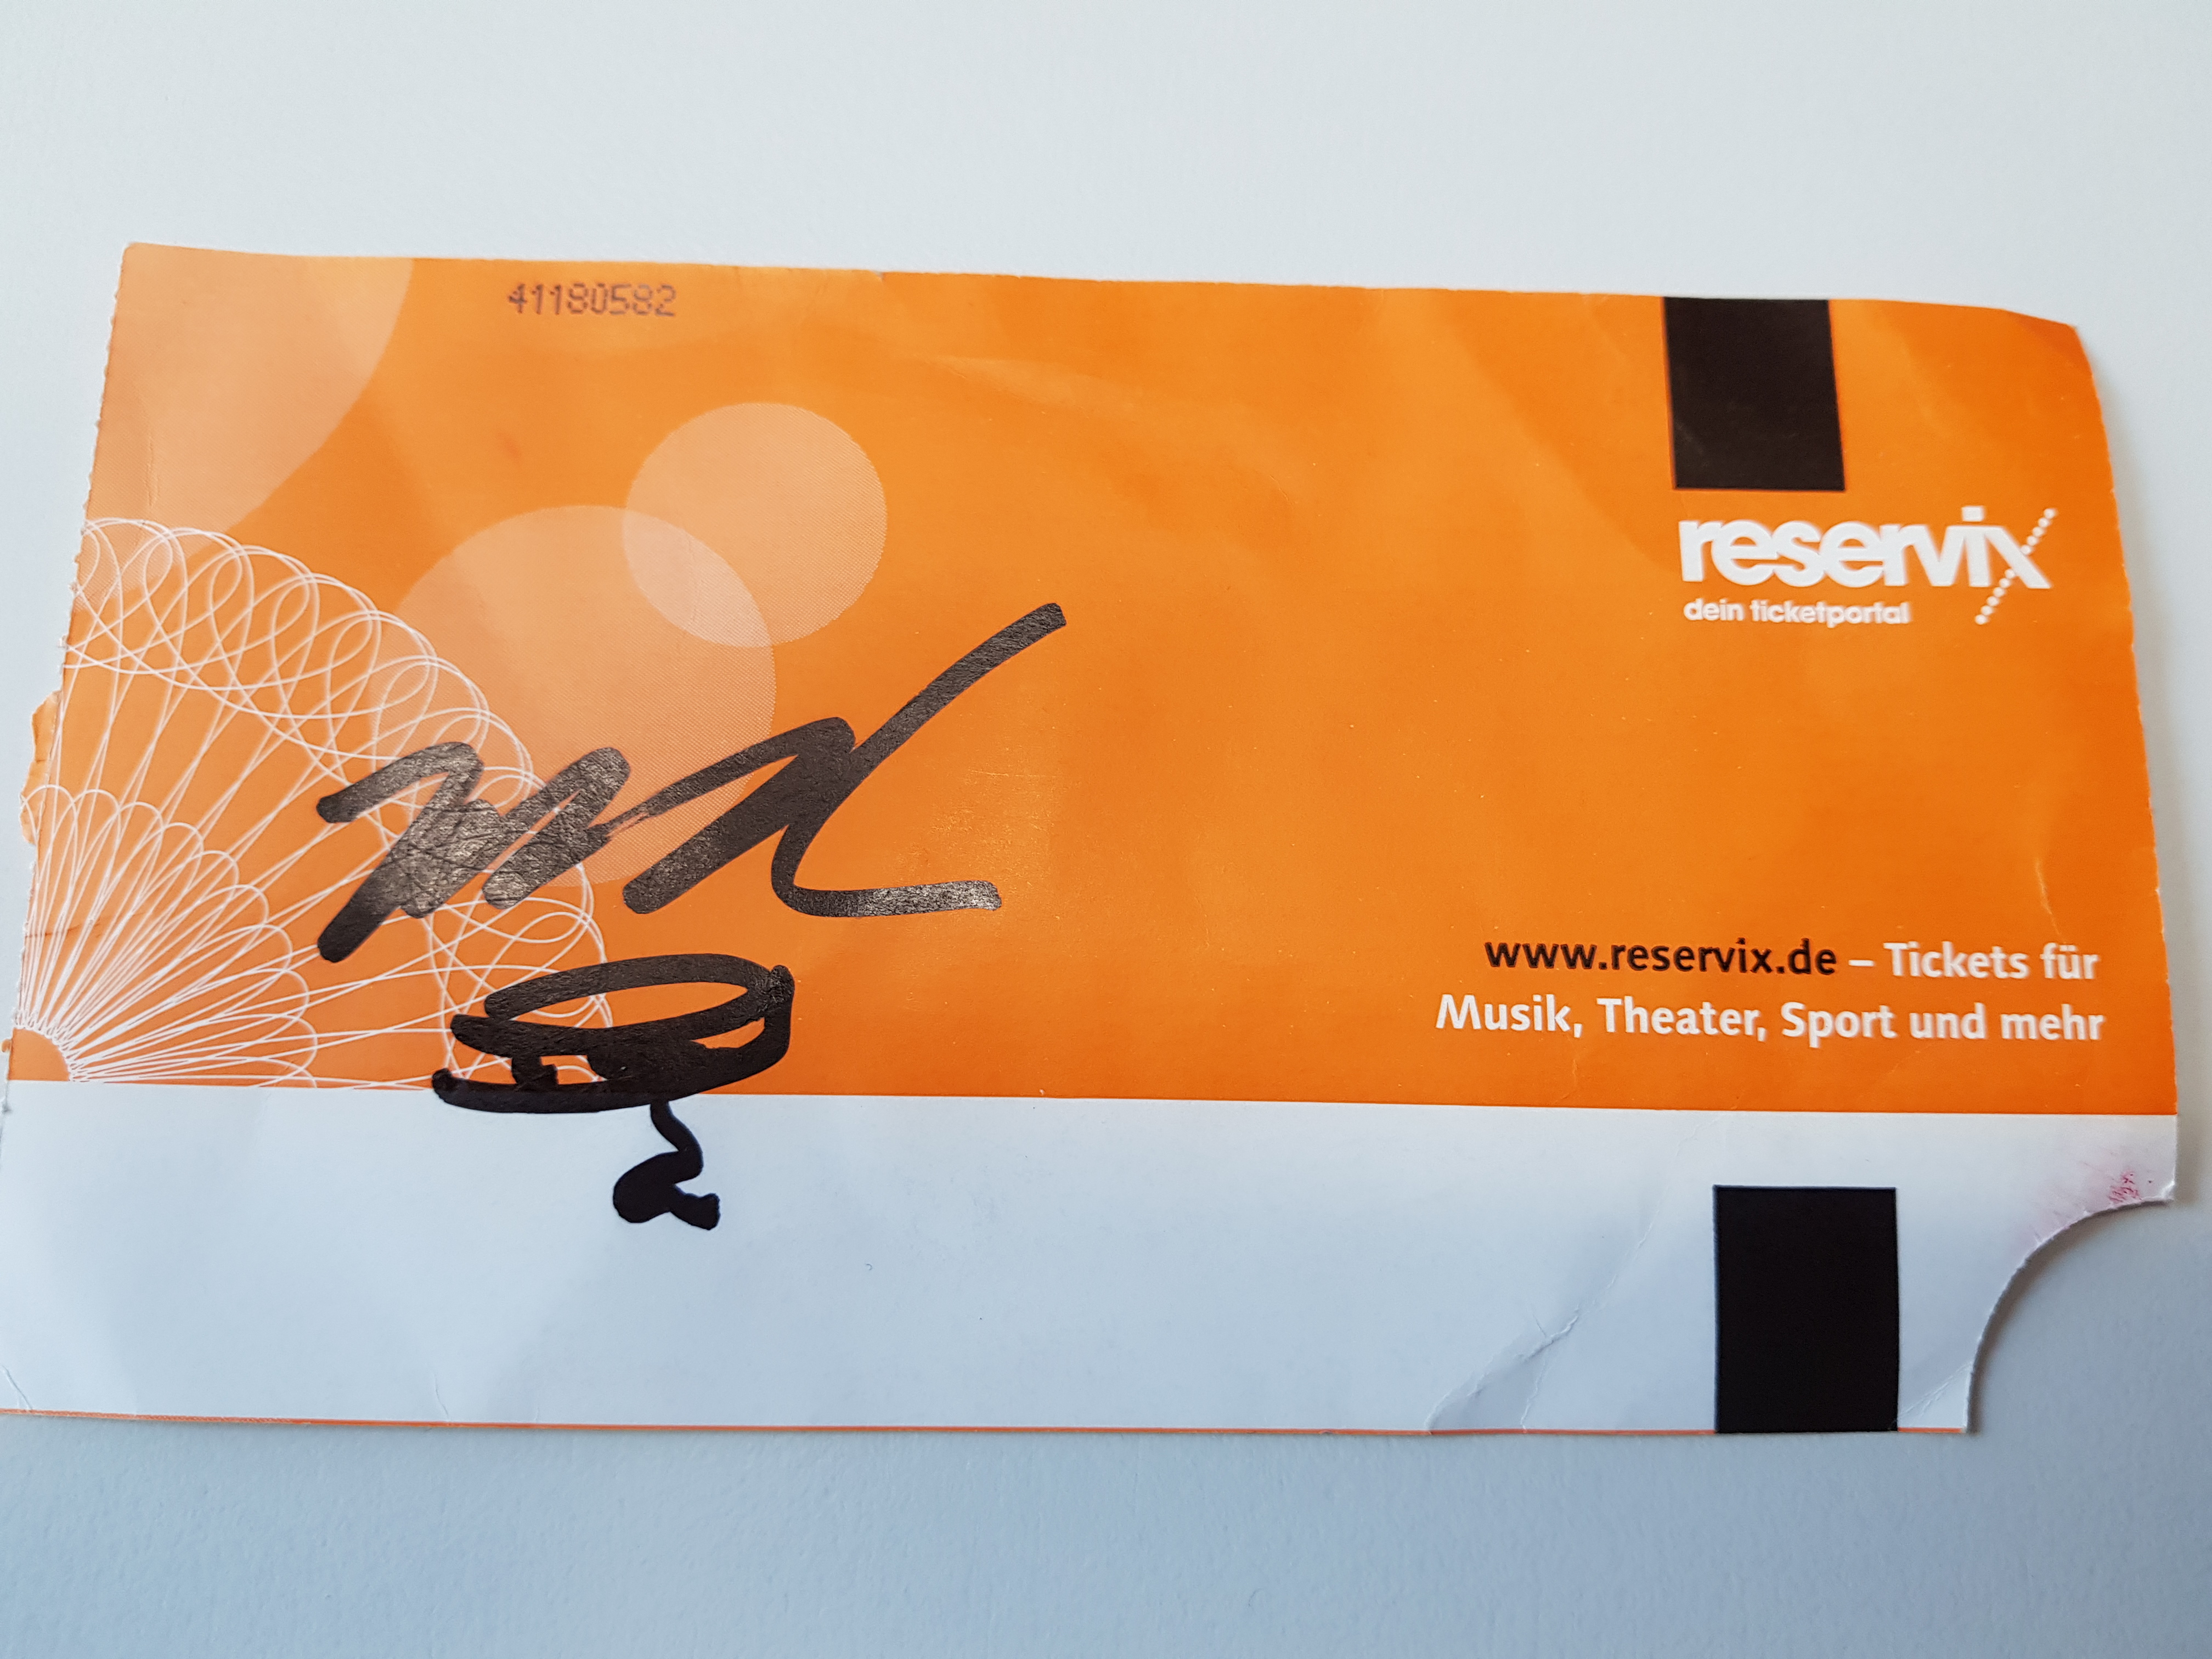 41180582
reservix
dein ticketportal
www.reservix.de – Tickets für
Musik, Theater, Sport und mehr